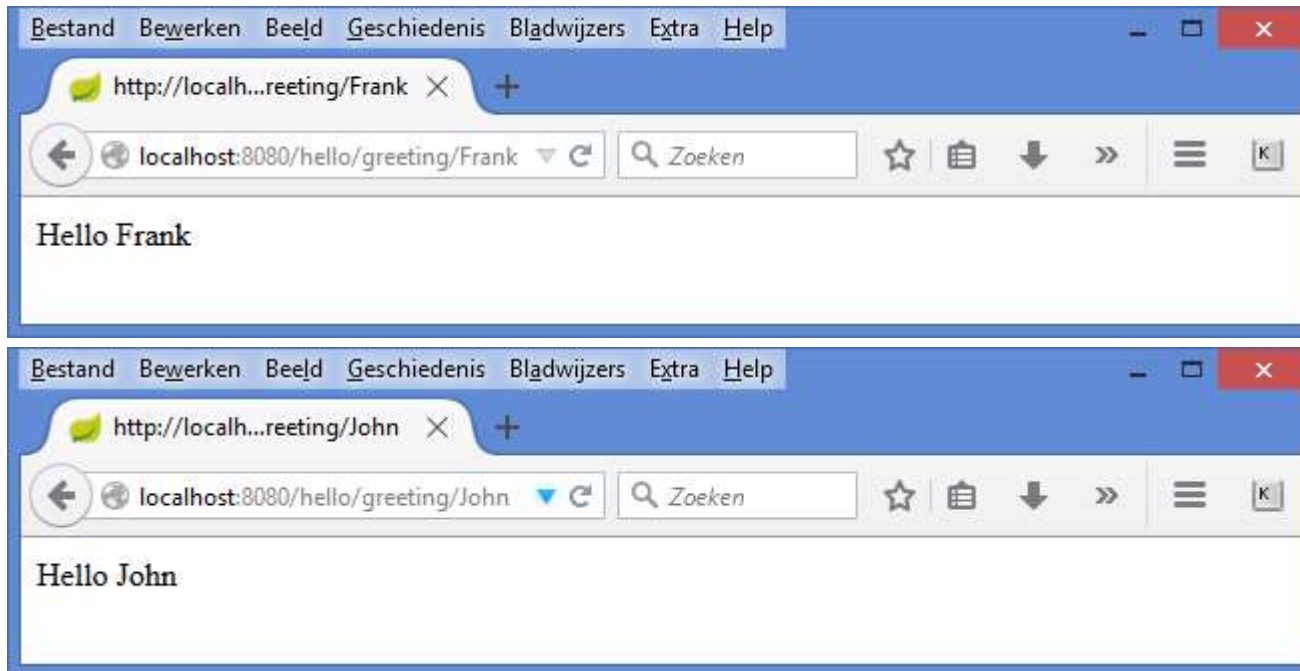 Bestand Bewerken Beeld Geschiedenis Bladwijzers Extra Help
http://localh...reeting/Frank
localhost:8080/hello/greeting/Frank Zoeken K
Hello Frank
Bestand Bewerken Beeld Geschiedenis Bladwijzers Extra Help
http://localh...reeting/John
localhost:8080/hello/greeting/John Zoeken K
Hello John